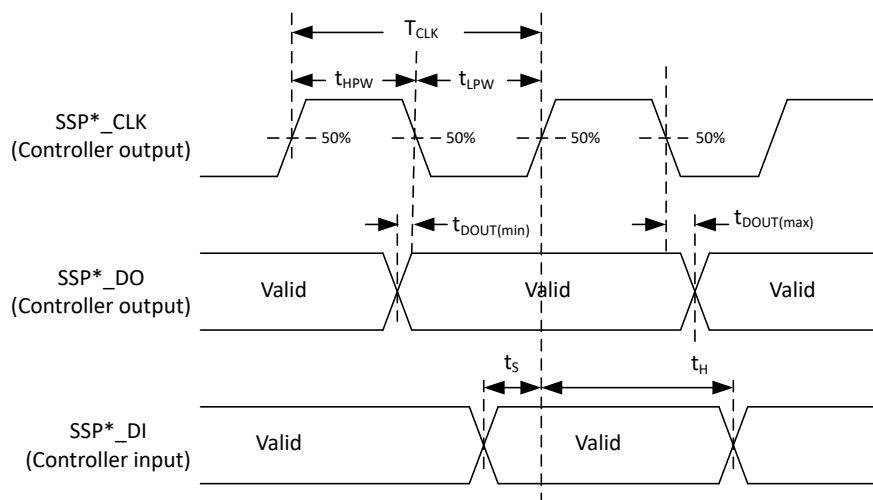 TCLK
tHPW
tLPW
SSP*_CLK
(Controller output)
50%
50%
50%
50%
tDOUT(min)
tDOUT(max)
SSP*_DO
(Controller output)
Valid
Valid
Valid
tS
tH
SSP*_DI
(Controller input)
Valid
Valid